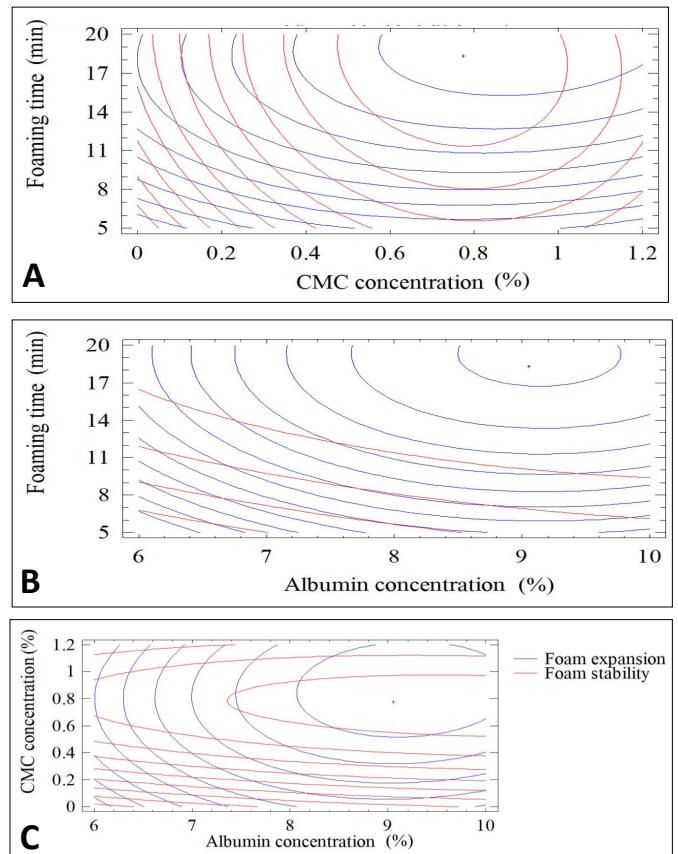 Foaming time (min)
20
17
14
11
8
5
0 0.2 0.4 0.6 0.8 1 1.2
A
CMC concentration (%)
Foaming time (min)
20
17
14
11
8
5
6 7 8 9 10
B
Albumin concentration (%)
CMC concentration (%)
1.2
1
0.8
0.6
0.4
0.2
0
6 7 8 9 10
C
Albumin concentration (%)
Foam expansion
Foam stability